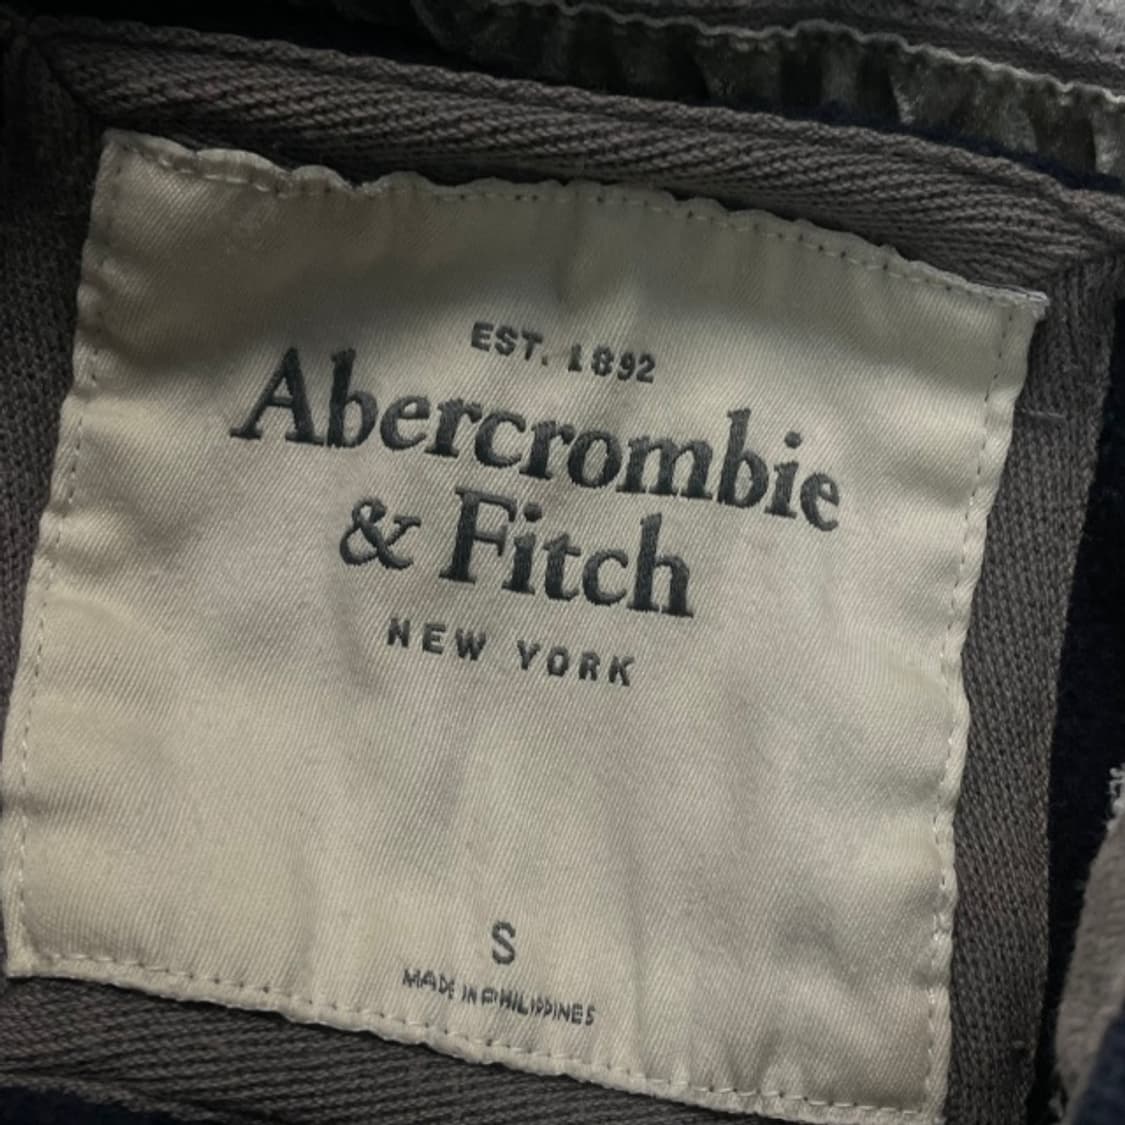 EST. 1892
Abercrombie
& Fitch
NEW YORK
S
MADE IN PHILIPPINES